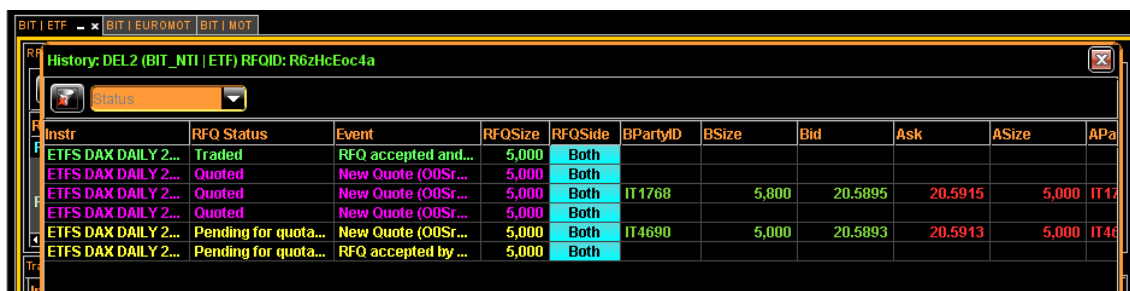 BIT | ETF BIT | EUROMOT BIT | MOT
History: DEL2 (BIT_NTI | ETF) RFQID: R6zHcEoc4a
Status
Instr RFQ Status Event RFQSize RFQSide BPartyID BSize Bid Ask ASize APa
ETFS DAX DAILY 2... Traded RFQ accepted and... 5,000 Both
ETFS DAX DAILY 2... Quoted New Quote (O0Sr... 5,000 Both
ETFS DAX DAILY 2... Quoted New Quote (O0Sr... 5,000 Both IT1768 5,800 20.5895 20.5915 5,000 IT17
ETFS DAX DAILY 2... Quoted New Quote (O0Sr... 5,000 Both
ETFS DAX DAILY 2... Pending for quota... New Quote (O0Sr... 5,000 Both IT4690 5,000 20.5893 20.5913 5,000 IT46
ETFS DAX DAILY 2... Pending for quota... RFQ accepted by ... 5,000 Both